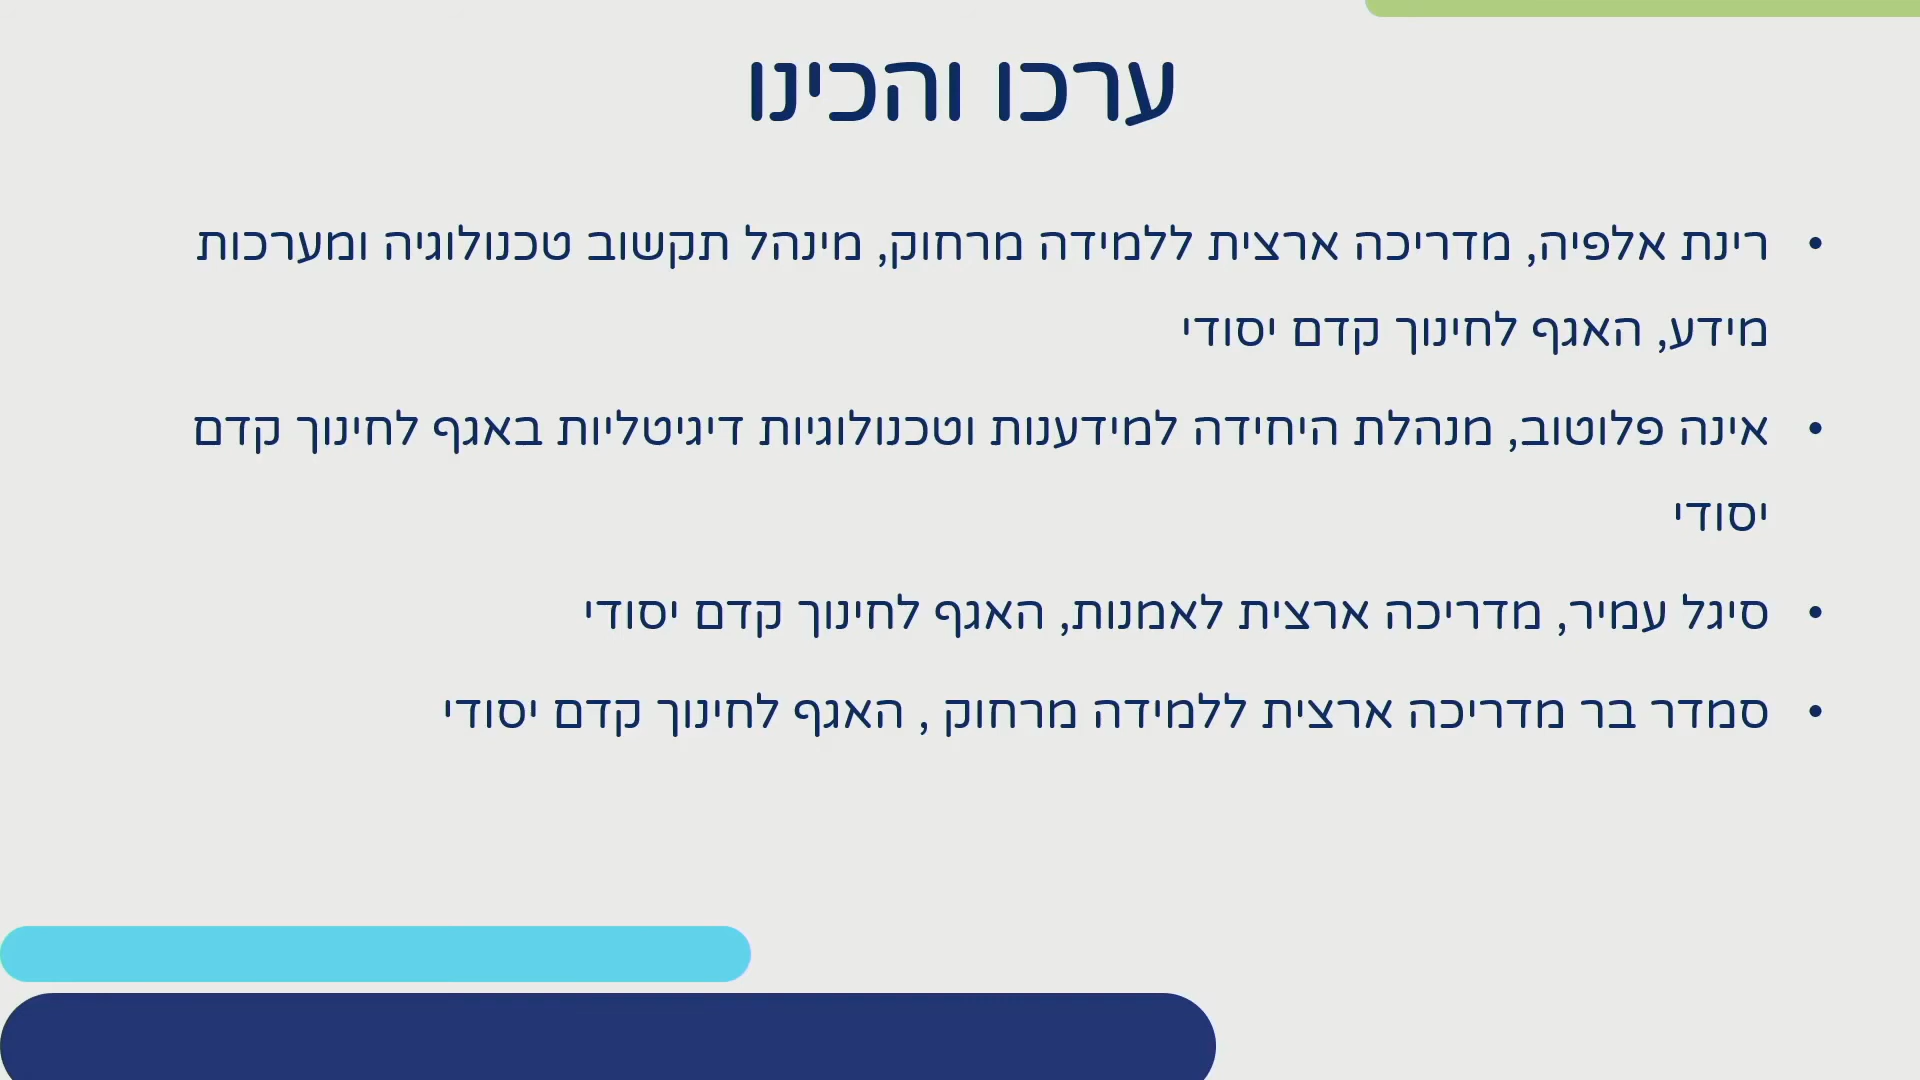 ערכו והכינו
• רינת אלפיה, מדריכה ארצית ללמידה מרחוק, מינהל תקשוב טכנולוגיה ומערכות
מידע, האגף לחינוך קדם יסודי
• אינה פלוטוב, מנהלת היחידה למידענות וטכנולוגיות דיגיטליות באגף לחינוך קדם
יסודי
• סיגל עמיר, מדריכה ארצית לאמנות, האגף לחינוך קדם יסודי
• סמדר בר מדריכה ארצית ללמידה מרחוק , האגף לחינוך קדם יסודי